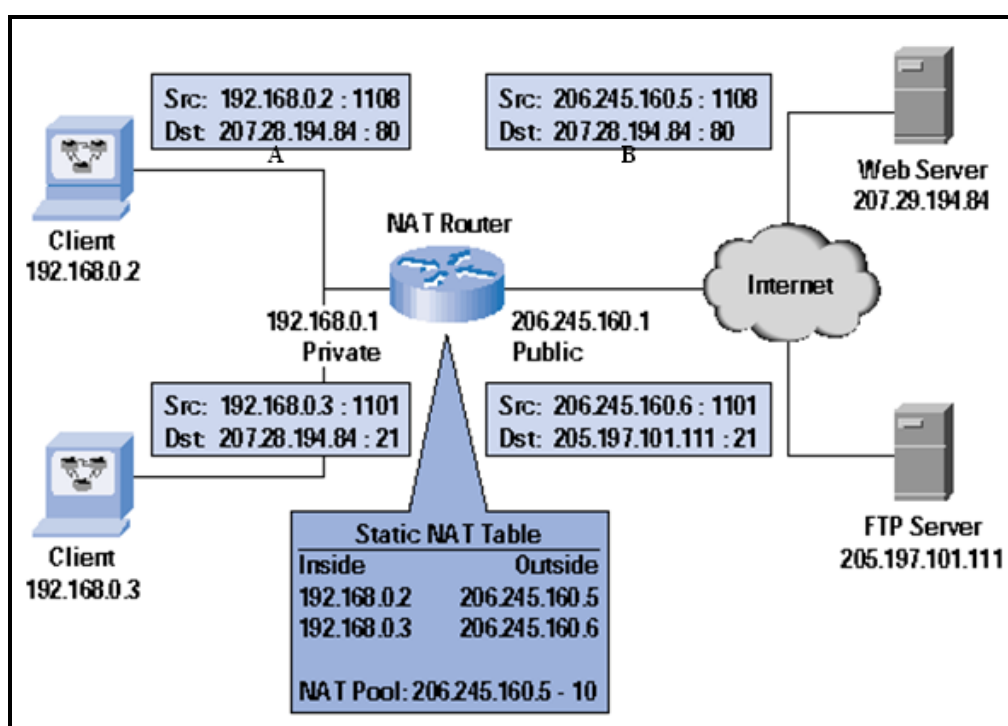 Src: 192.168.0.2 : 1108
Dst: 207.28.194.84 : 80
A
Src: 206.245.160.5 : 1108
Dst: 207.28.194.84 : 80
B
Client
192.168.0.2
Web Server
207.29.194.84
NAT Router
Internet
192.168.0.1
Private
206.245.160.1
Public
Src: 192.168.0.3 : 1101
Dst: 207.28.194.84 : 21
Src: 206.245.160.6 : 1101
Dst: 205.197.101.111 : 21
Client
192.168.0.3
FTP Server
205.197.101.111
Static NAT Table
Inside Outside
192.168.0.2 206.245.160.5
192.168.0.3 206.245.160.6
NAT Pool: 206.245.160.5 - 10